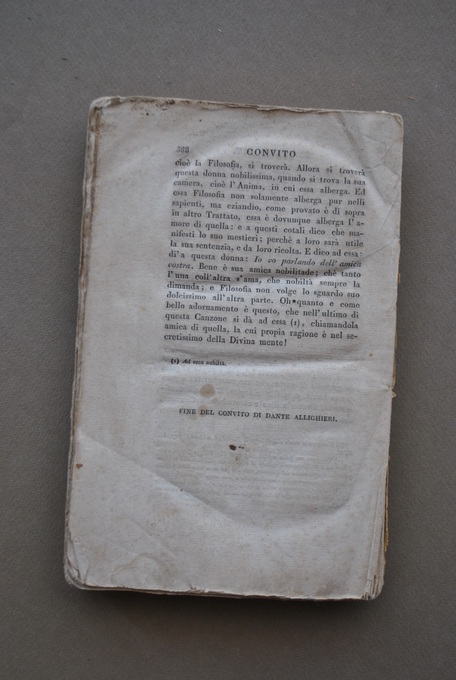 388 CONVITO
cioè la Filosofia, si troverà. Allora si troverà
questa donna nobilissima, quando si trova la sua
camera, cioè l'Anima, in cui essa alberga. Ed
essa Filosofia non solamente alberga pur nelli
sapienti, ma eziandio, come provato è di sopra
in altro Trattato, essa è dovunque alberga l'a-
more di quella: e a questi cotali dico che ma-
nifesti lo suo mestieri; perchè a loro sarà utile
la sua sentenzia, e da loro ricolta. E dico ad essa:
di'a questa donna: Io vo parlando dell'amica
vostra. Bene è sua amica nobilitade; chè tanto
l'una coll'altra s'ama, che nobiltà sempre la
dimanda; e Filosofia non volge lo sguardo suo
dolcissimo all'altra parte. Oh quanto e come
bello adornamento è questo, che nell'ultimo di
questa Canzone si dà ad essa (1), chiamandola
amica di quella, la cui propia ragione è nel se-
cretissimo della Divina mente!
(1) Ad essa nobiltà.
FINE DEL CONVITO DI DANTE ALLIGHIERI.